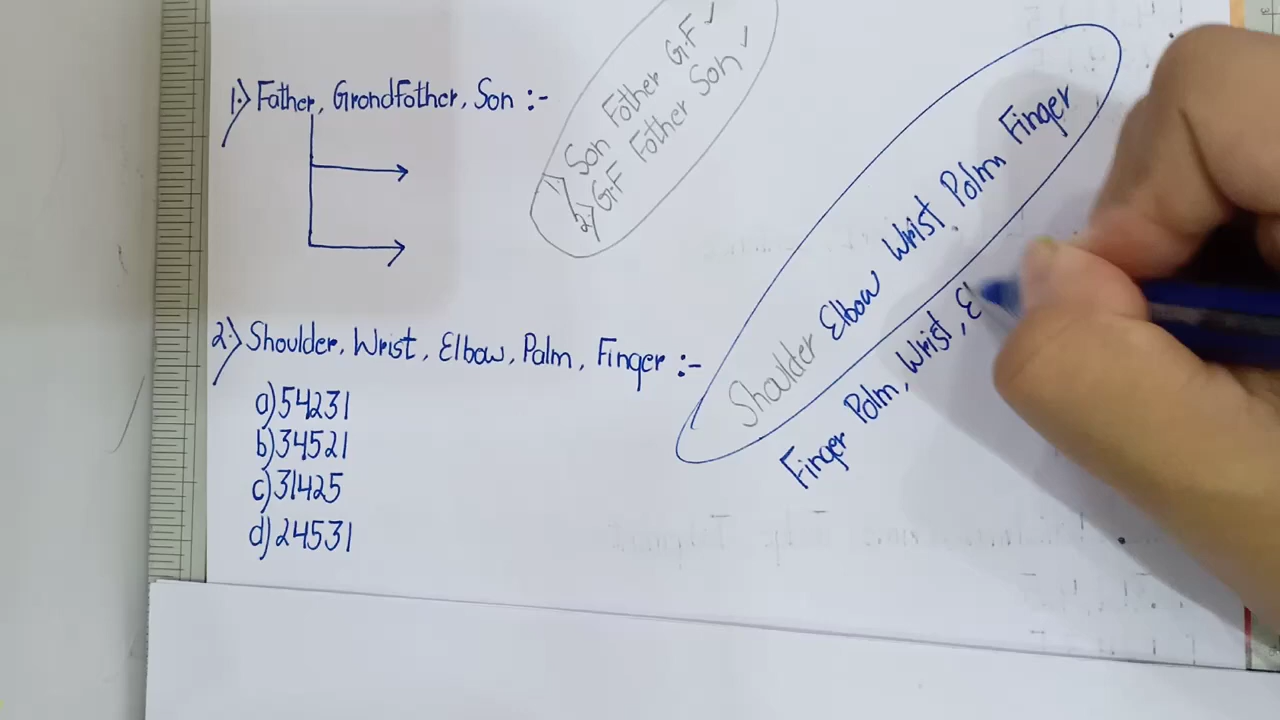 1.) Father, Grandfather, Son :-
1) Son Father G.F ✓
2.) G.F Father Son ✓
2.) Shoulder, Wrist, Elbow, Palm, Finger :-
a) 54231
b) 34521
c) 31425
d) 24531
Shoulder Elbow Wrist Palm Finger
Finger Palm, Wrist, El